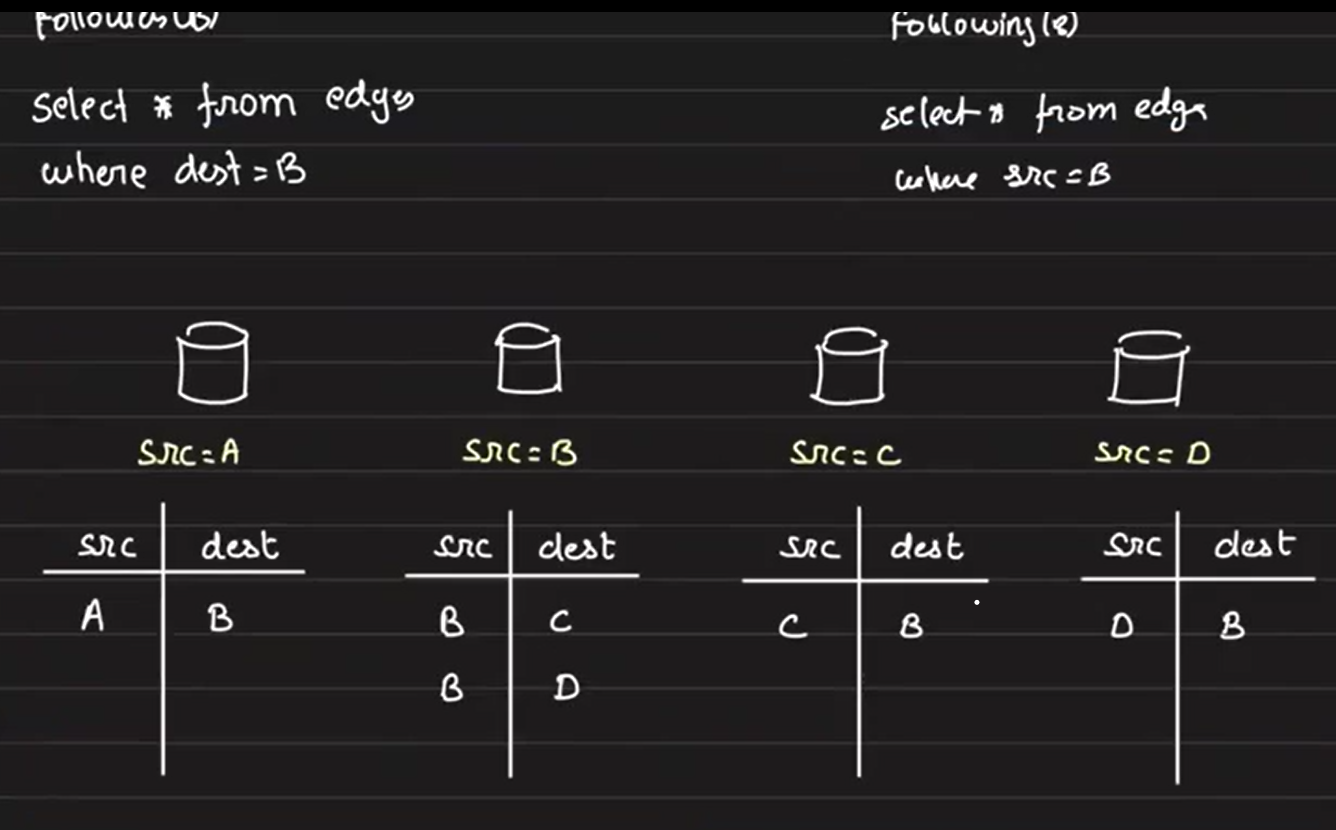 Followers(B)
Following(B)
Select * from edges
where dest = B
select * from edges
where src = B
src = A
src = B
src = C
src = D
src dest
A B
src dest
B C
B D
src dest
C B
src dest
D B